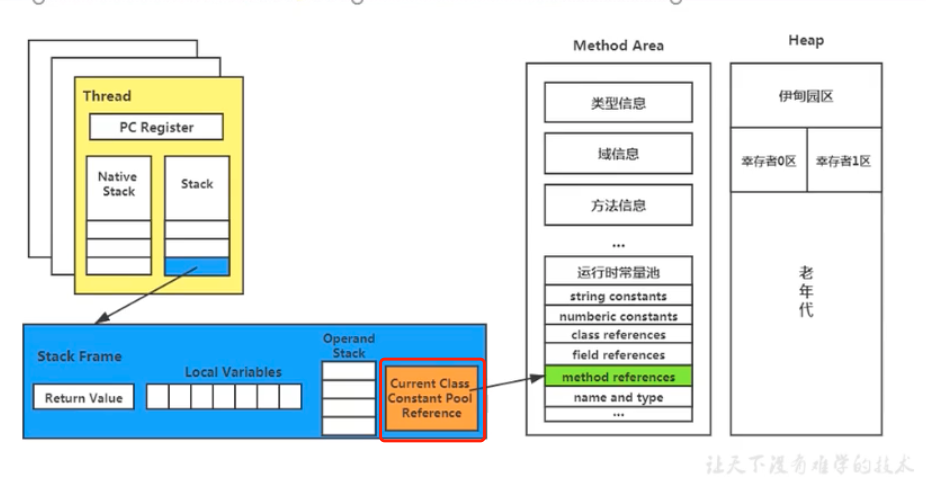 Thread
PC Register
Native
Stack
Stack
Stack Frame
Return Value
Local Variables
Operand
Stack
Current Class
Constant Pool
Reference
Method Area
类型信息
域信息
方法信息
...
运行时常量池
string constants
numberic constants
class references
field references
method references
name and type
...
Heap
伊甸园区
幸存者0区
幸存者1区
老
年
代
让天下没有难学的技术